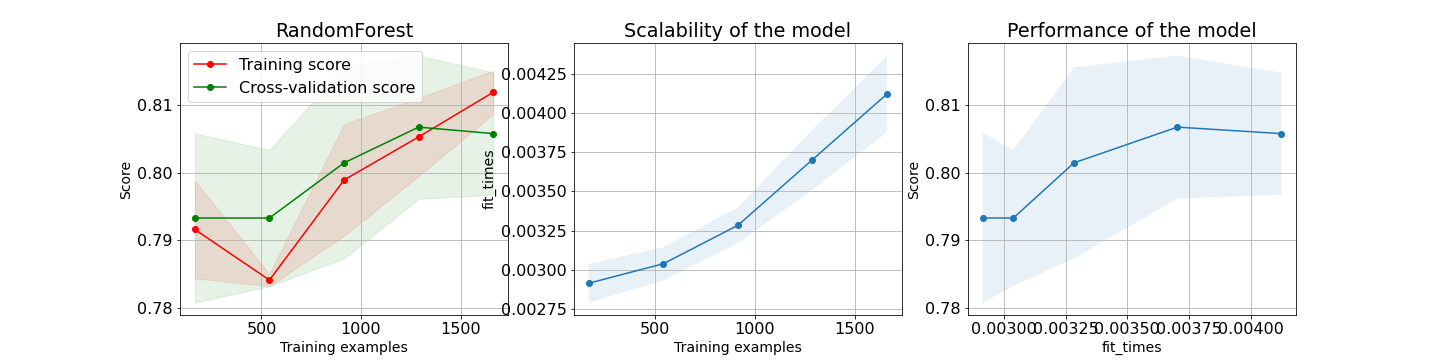 RandomForest
Training score
Cross-validation score
0.81
0.80
0.79
0.78
Score
500
1000
1500
Training examples
Scalability of the model
0.00425
0.00400
0.00375
0.00350
0.00325
0.00300
0.00275
fit_times
500
1000
1500
Training examples
Performance of the model
0.81
0.80
0.79
0.78
Score
0.00300
0.00325
0.00350
0.00375
0.00400
fit_times